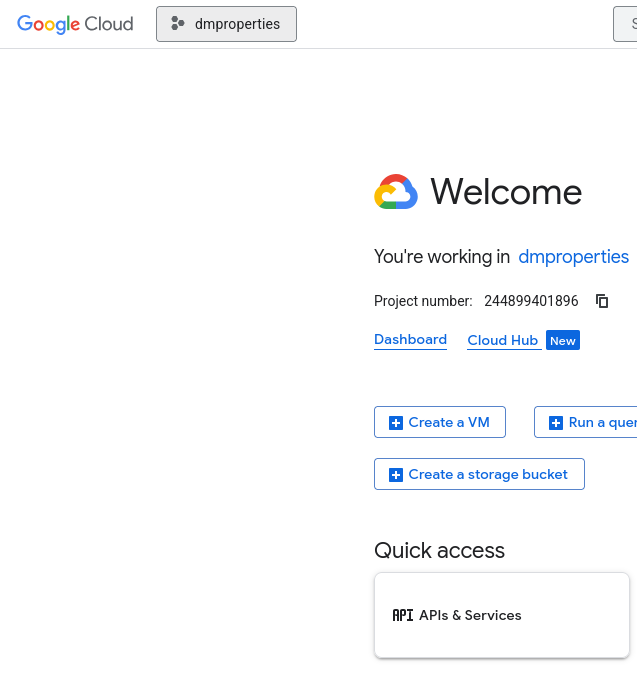 Google Cloud
dmproperties
Welcome
You're working in dmproperties
Project number: 244899401896
Dashboard
Cloud Hub New
Create a VM
Run a quer
Create a storage bucket
Quick access
API APIs & Services